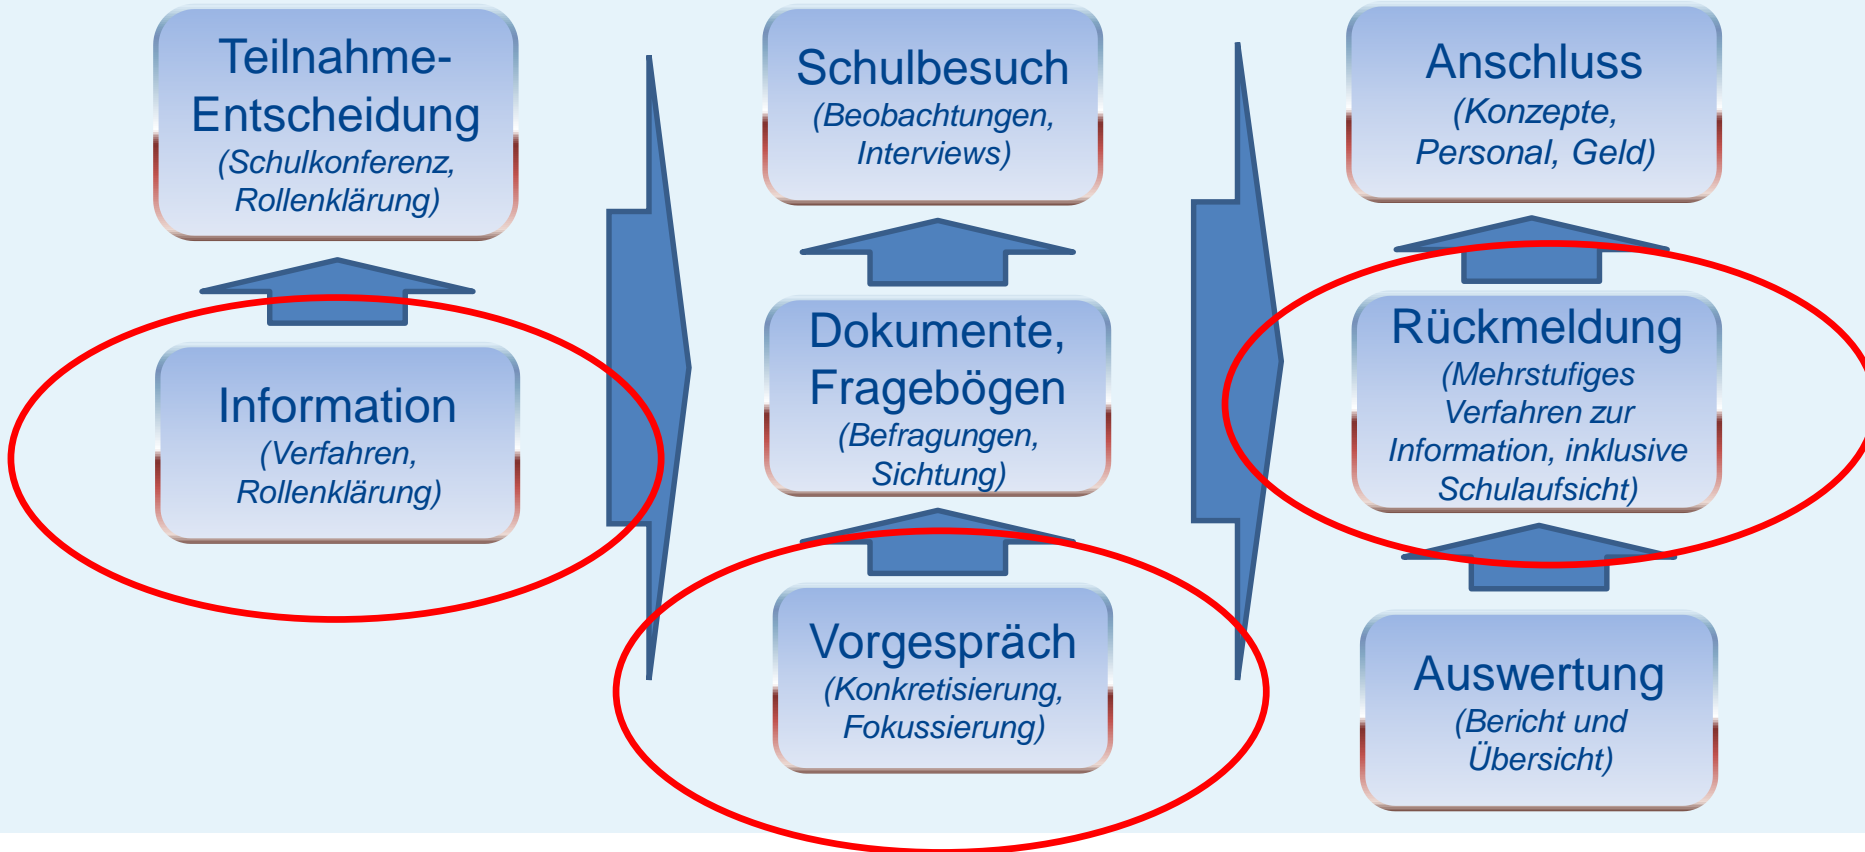 Teilnahme-
Entscheidung
(Schulkonferenz,
Rollenklärung)
Information
(Verfahren,
Rollenklärung)
Schulbesuch
(Beobachtungen,
Interviews)
Dokumente,
Fragebögen
(Befragungen,
Sichtung)
Vorgespräch
(Konkretisierung,
Fokussierung)
Anschluss
(Konzepte,
Personal, Geld)
Rückmeldung
(Mehrstufiges
Verfahren zur
Information, inklusive
Schulaufsicht)
Auswertung
(Bericht und
Übersicht)